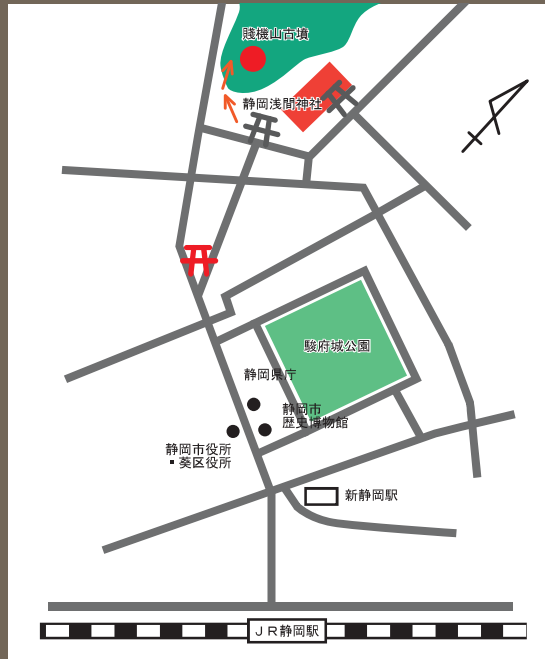 賤機山古墳
静岡浅間神社
駿府城公園
静岡県庁
静岡市
歴史博物館
静岡市役所
・葵区役所
新静岡駅
ＪＲ静岡駅